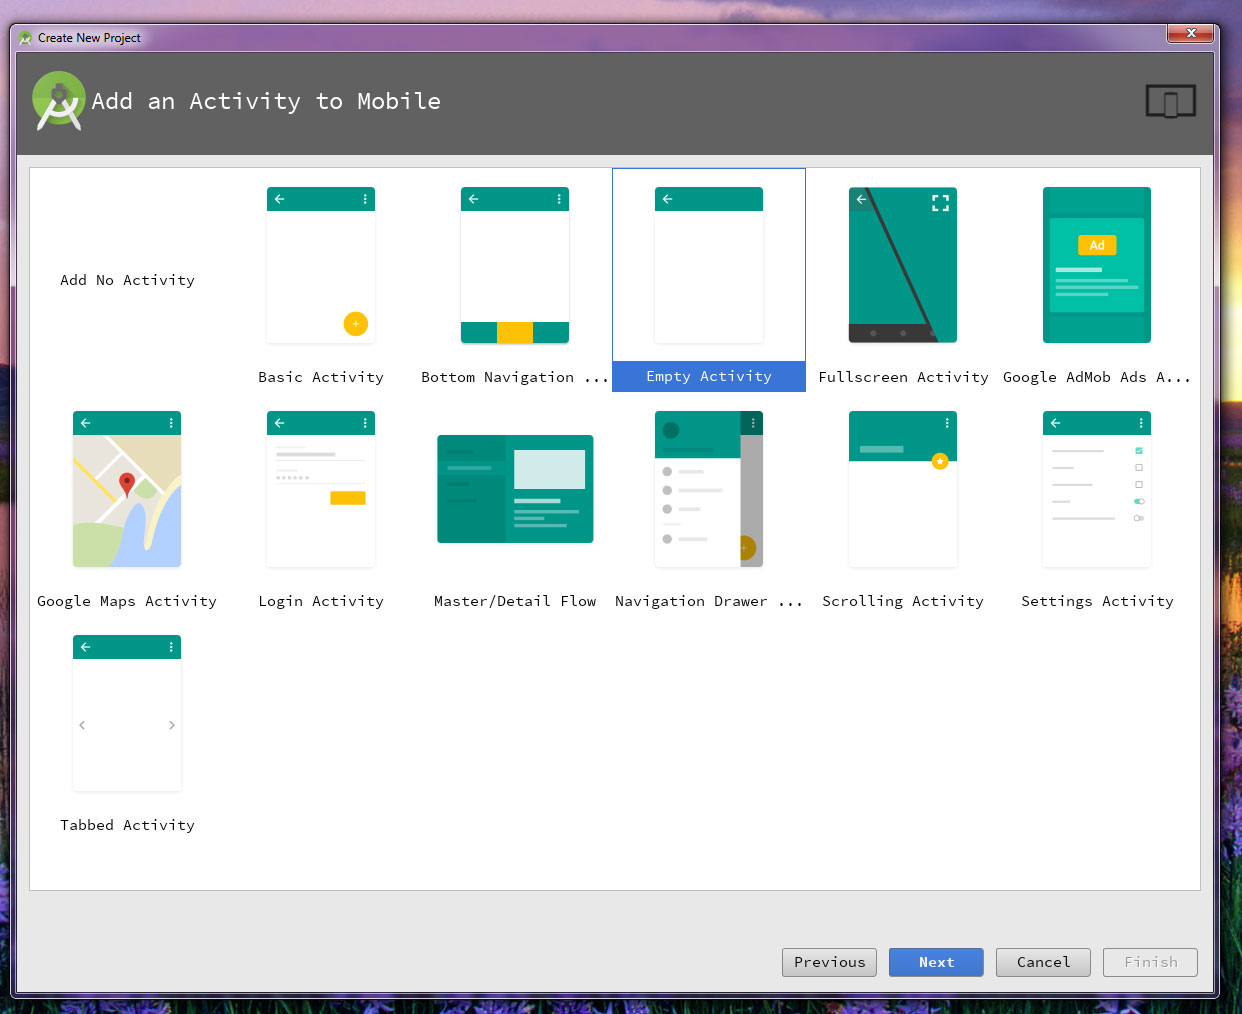 Create New Project
Add an Activity to Mobile
Ad
Add No Activity
Basic Activity
Bottom Navigation ...
Empty Activity
Fullscreen Activity
Google AdMob Ads A...
Google Maps Activity
Login Activity
Master/Detail Flow
Navigation Drawer ...
Scrolling Activity
Settings Activity
Tabbed Activity
Previous
Next
Cancel
Finish